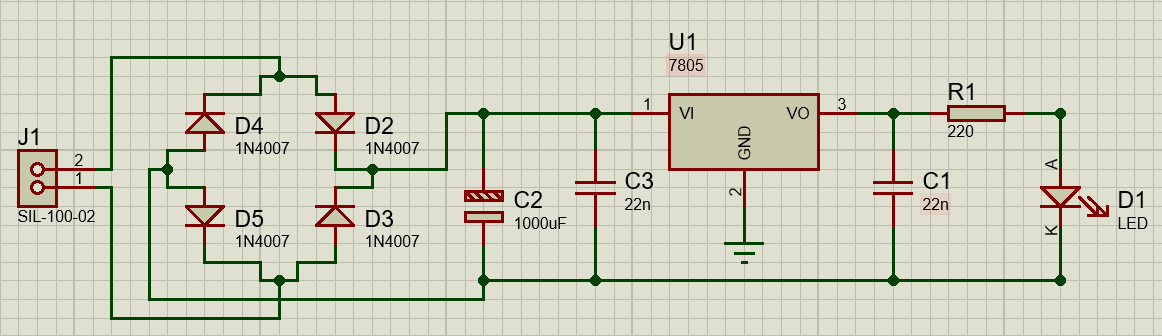 J1
2
1
SIL-100-02
D4
1N4007
D2
1N4007
D5
1N4007
D3
1N4007
C2
1000uF
C3
22n
U1
7805
1
VI
VO
3
GND
2
C1
22n
R1
220
A
K
D1
LED